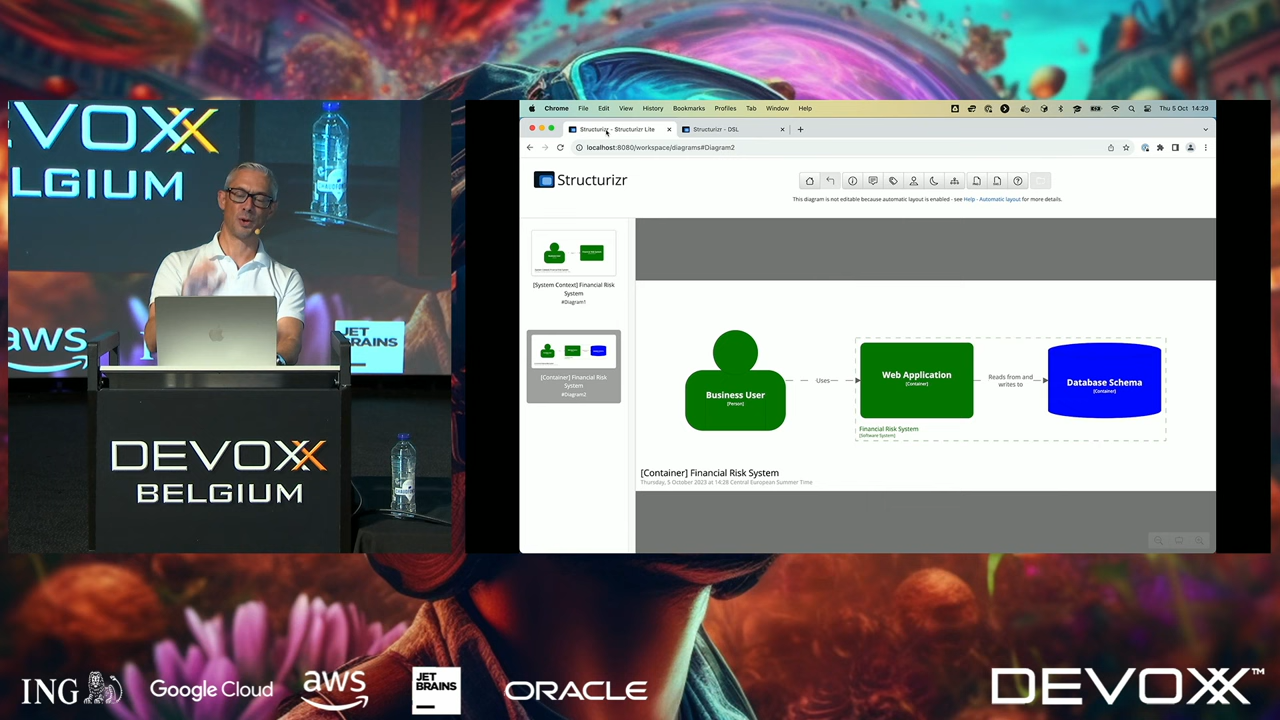 VOXX
LGIUM
aws
JET
BRAINS
DEVOXX
BELGIUM
CHAUDFONTAINE
Chrome File Edit View History Bookmarks Profiles Tab Window Help
Thu 5 Oct 14:29
Structurizr - Structurizr Lite
Structurizr - DSL
localhost:8080/workspace/diagrams#Diagram2
Structurizr
This diagram is not editable because automatic layout is enabled - see Help - Automatic layout for more details.
[System Context] Financial Risk
System
#Diagram1
[Container] Financial Risk
System
#Diagram2
Business User
[Person]
Uses
Web Application
[Container]
Reads from and
writes to
Database Schema
[Container]
Financial Risk System
[Software System]
[Container] Financial Risk System
Thursday, 5 October 2023 at 14:28 Central European Summer Time
ING
Google Cloud
aws
JET
BRAINS
ORACLE
DEVOXX™